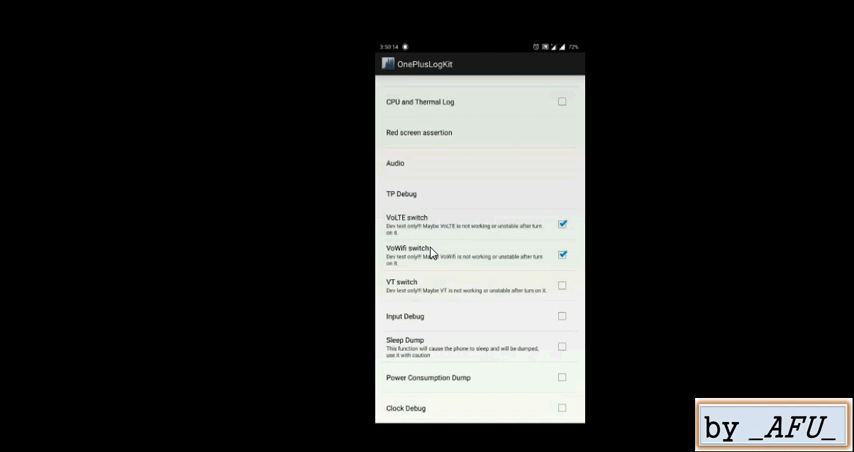 3:50:14
72%
OnePlusLogKit
CPU and Thermal Log
Red screen assertion
Audio
TP Debug
VoLTE switch
Dev test only!!! Maybe VoLTE is not working or unstable after turn
on it.
VoWifi switch
Dev test only!!! VoWifi is not working or unstable after turn
on it.
VT switch
Dev test only!!! Maybe VT is not working or unstable after turn on it.
Input Debug
Sleep Dump
This function will cause the phone to sleep and will be dumped,
use it with caution
Power Consumption Dump
Clock Debug
by _AFU_